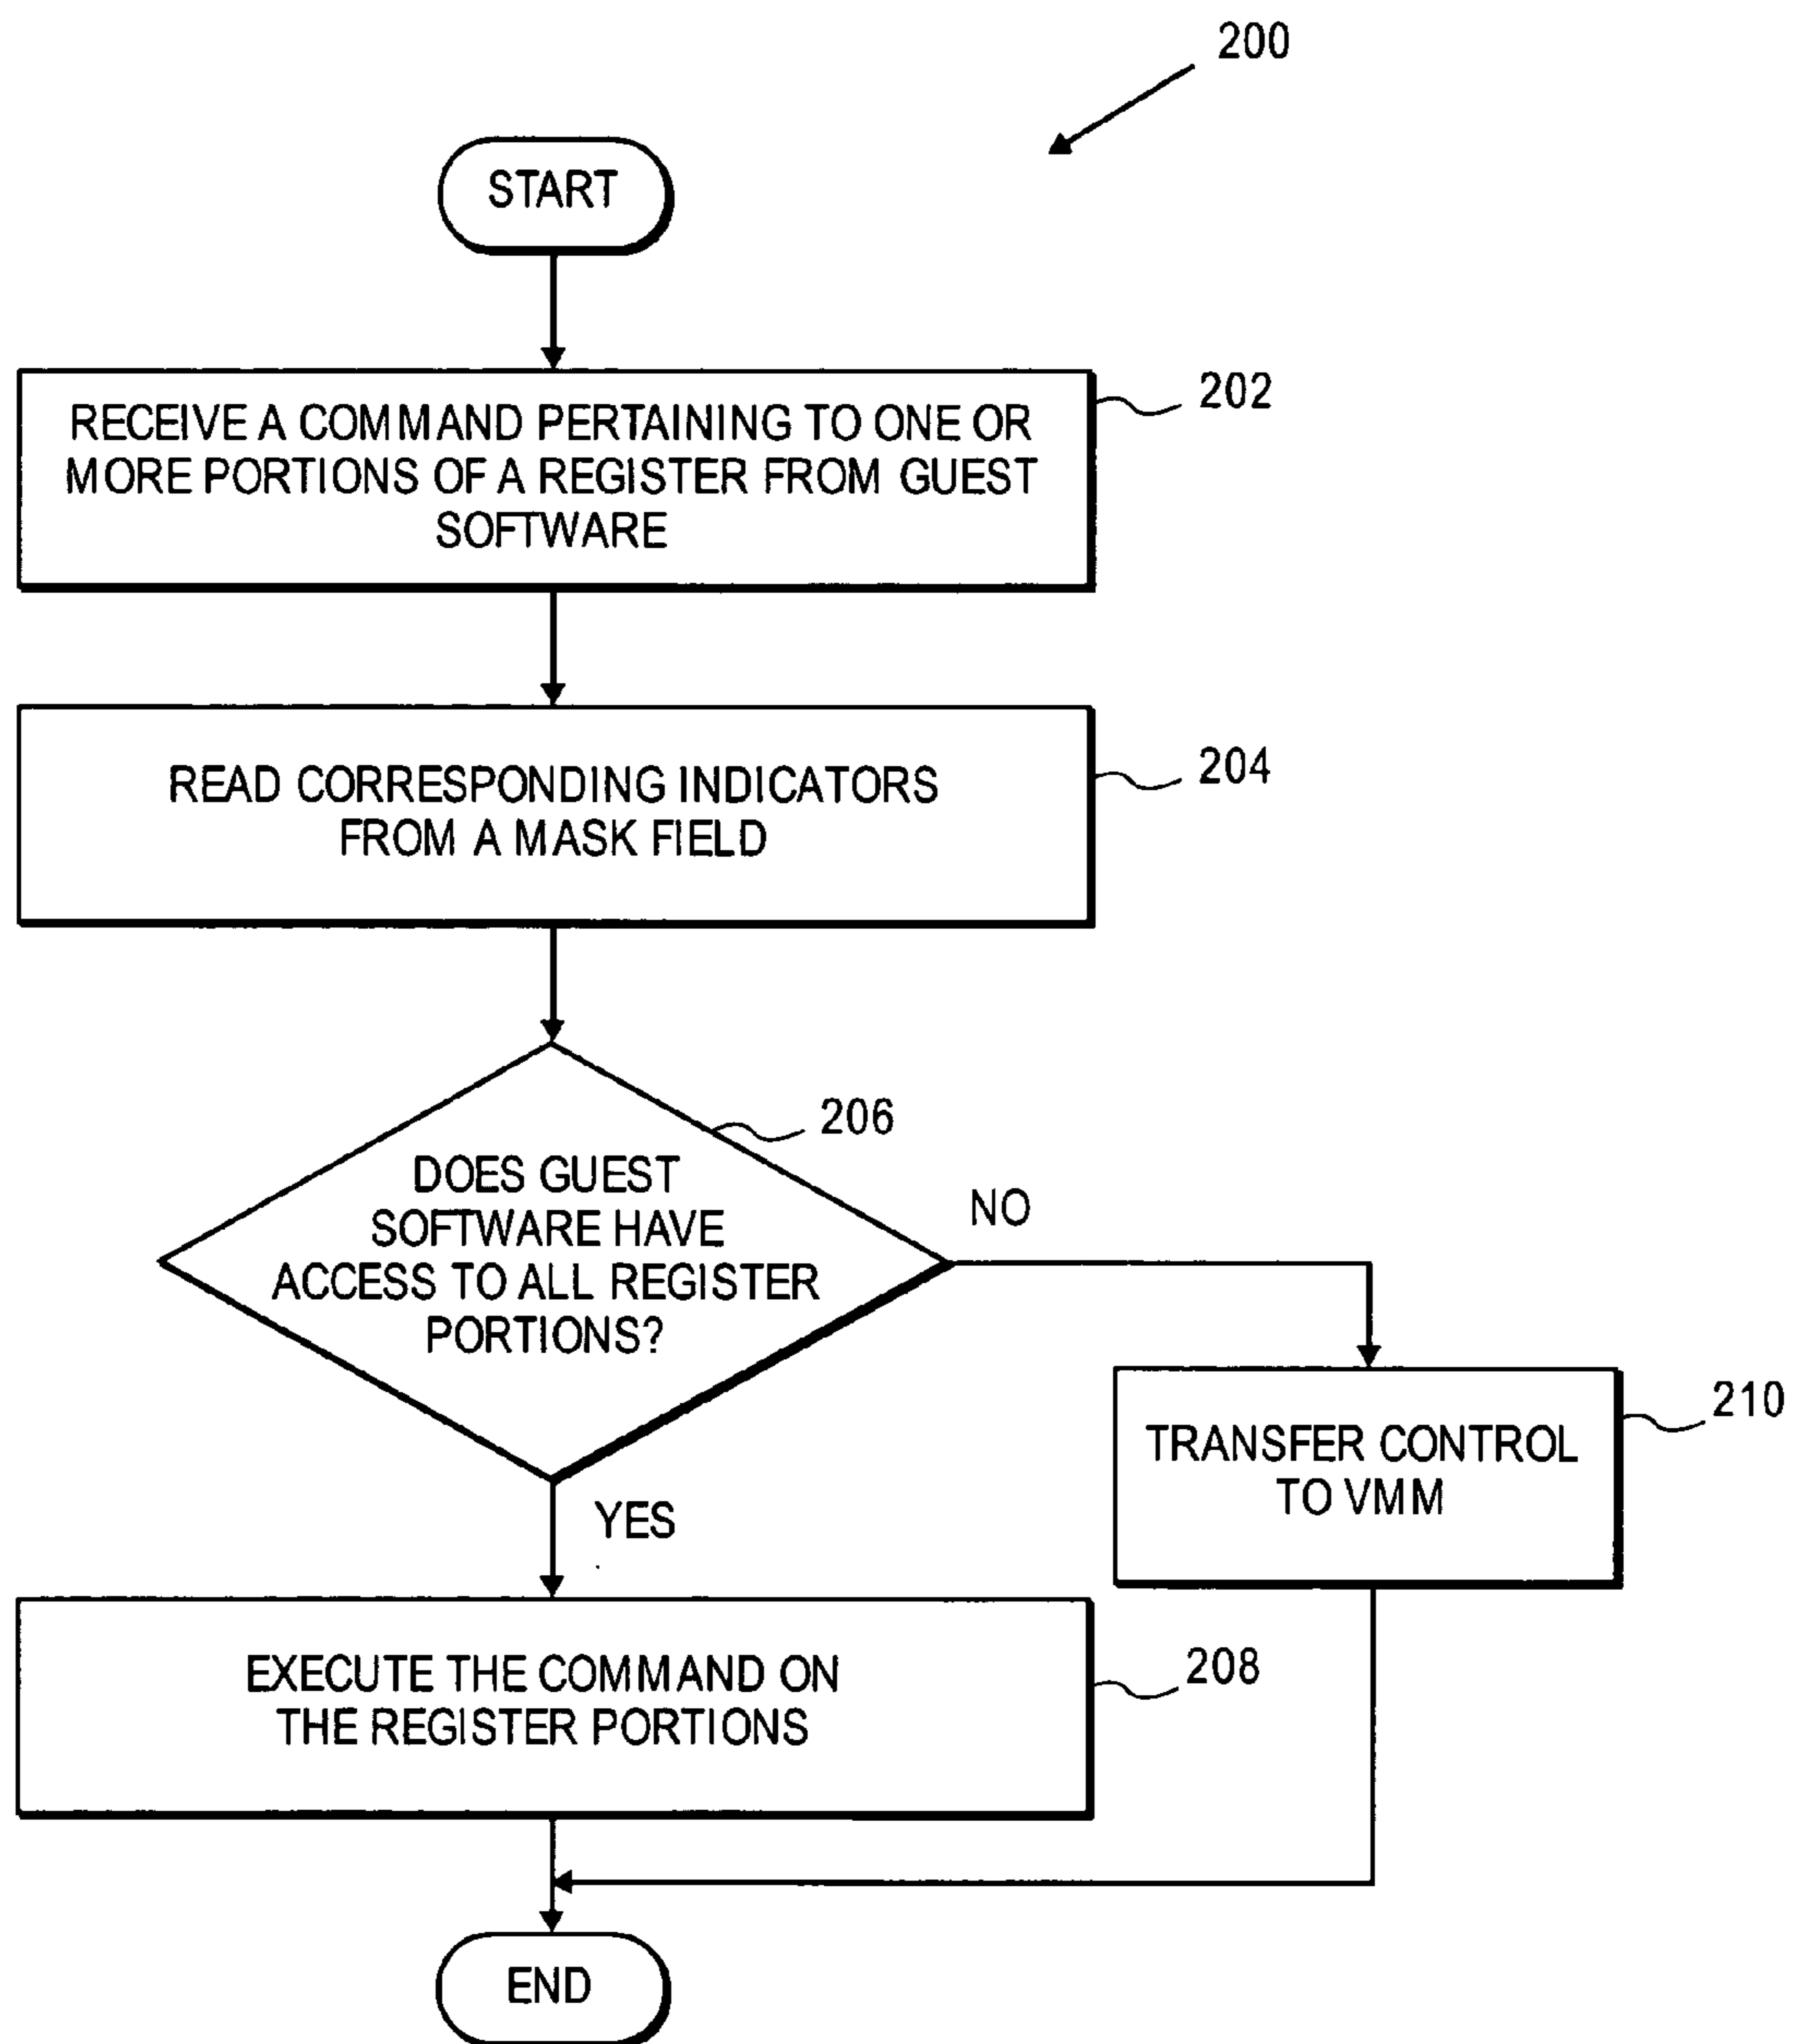 200
START
RECEIVE A COMMAND PERTAINING TO ONE OR
MORE PORTIONS OF A REGISTER FROM GUEST
SOFTWARE
202
READ CORRESPONDING INDICATORS
FROM A MASK FIELD
204
206
DOES GUEST
SOFTWARE HAVE
ACCESS TO ALL REGISTER
PORTIONS?
NO
YES
TRANSFER CONTROL
TO VMM
210
EXECUTE THE COMMAND ON
THE REGISTER PORTIONS
208
END